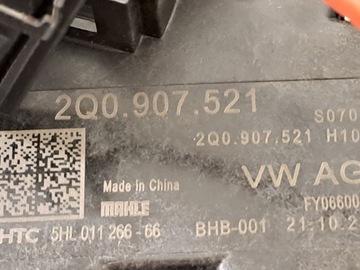 2Q0.907.521
S070
2Q0.907.521 H10
Made in China
VW AG
MAHLE
FY06600
HTC 5HL 011 266-66
BHB-001 21.10.2